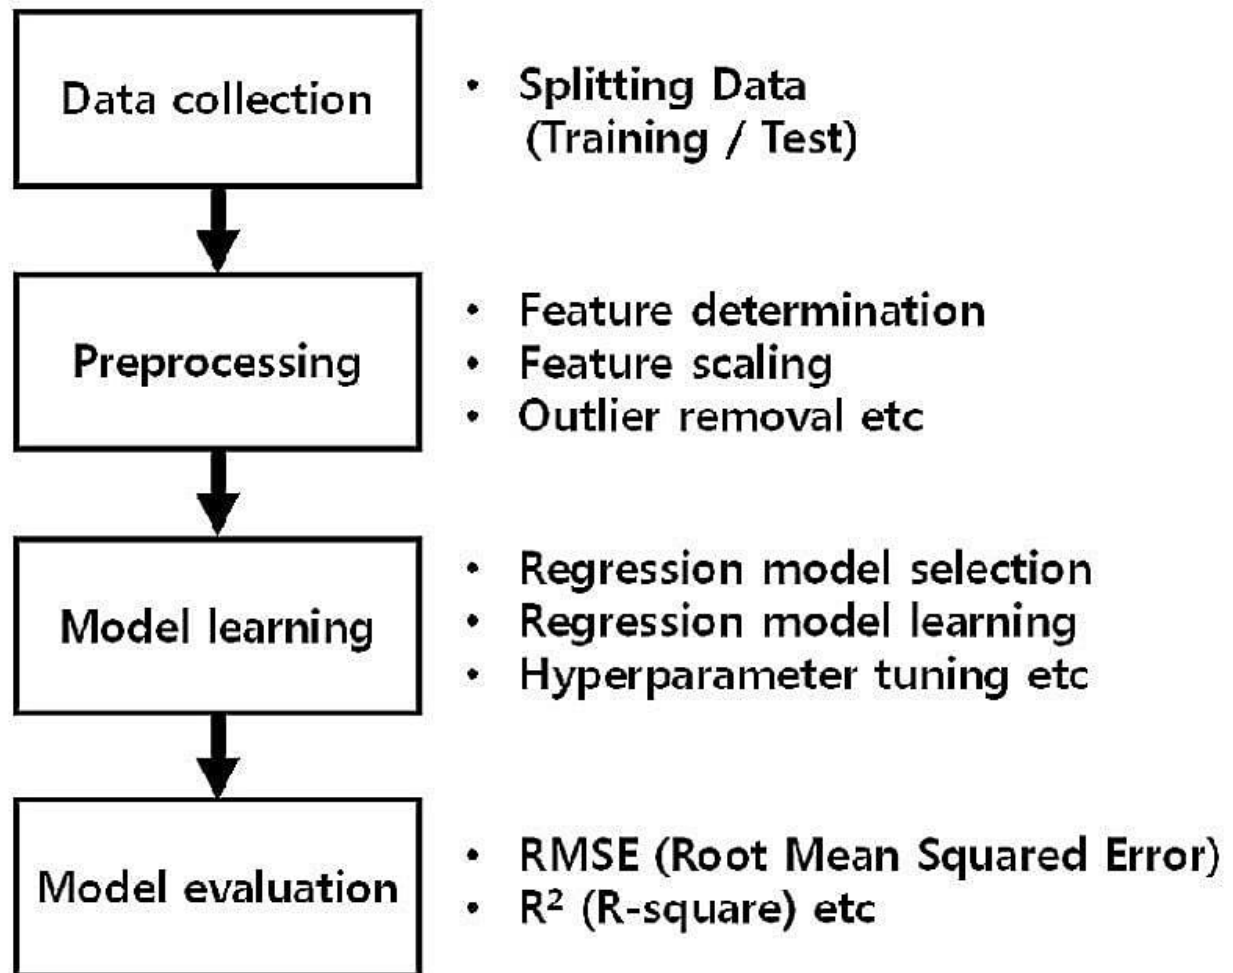 Data collection
• Splitting Data
(Training / Test)
Preprocessing
• Feature determination
• Feature scaling
• Outlier removal etc
Model learning
• Regression model selection
• Regression model learning
• Hyperparameter tuning etc
Model evaluation
• RMSE (Root Mean Squared Error)
• R² (R-square) etc